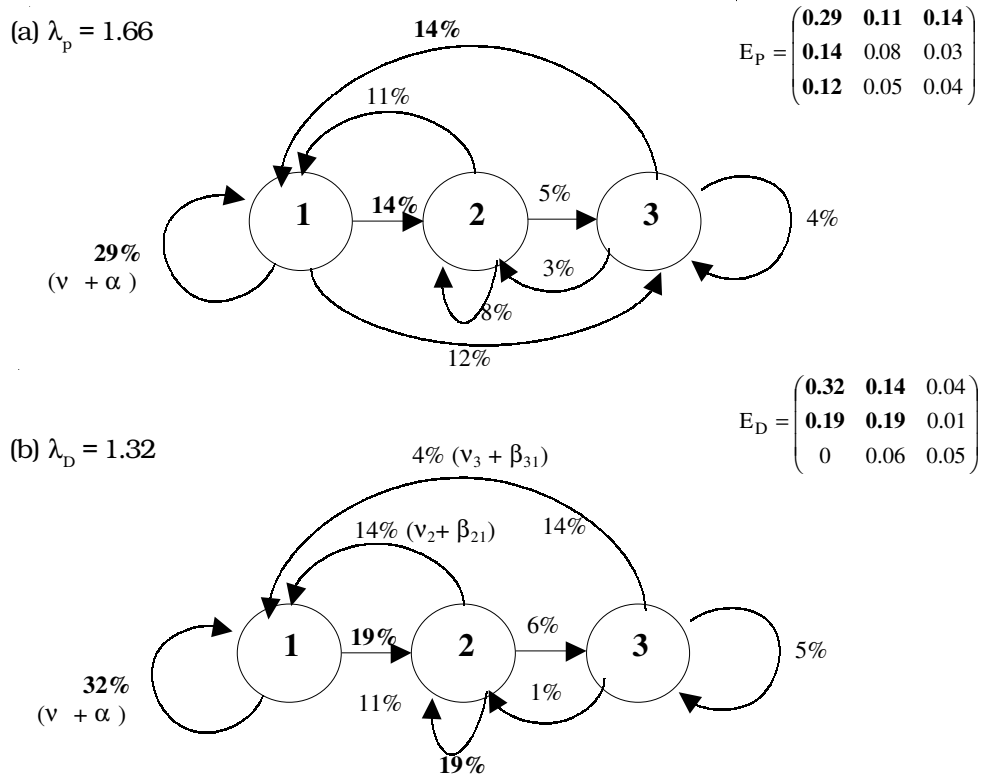 (a) λp = 1.66
14%
E_P = (0.29 0.11 0.14
0.14 0.08 0.03
0.12 0.05 0.04)
11%
1
14%
2
5%
3
4%
29%
(ν + α )
3%
8%
12%
E_D = (0.32 0.14 0.04
0.19 0.19 0.01
0 0.06 0.05)
(b) λ_D = 1.32
4% (ν₃ + β₃₁)
14% (ν₂+ β₂₁)
14%
1
19%
2
6%
3
5%
32%
(ν + α )
11%
1%
19%